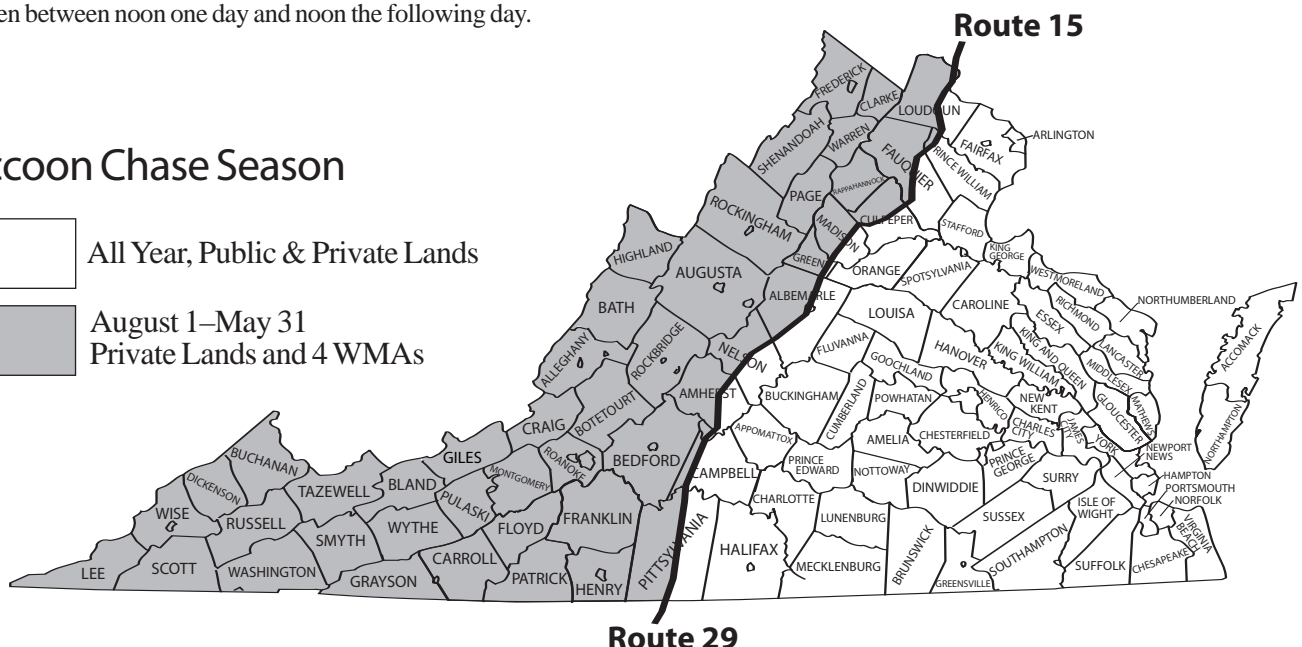 en between noon one day and noon the following day.
Route 15
ccoon Chase Season
All Year, Public & Private Lands
August 1–May 31
Private Lands and 4 WMAs
FREDERICK
CLARKE
LOUDOUN
ARLINGTON
FAIRFAX
SHENANDOAH
WARREN
FAUQUIER
PRINCE WILLIAM
PAGE
RAPPAHANNOCK
ROCKINGHAM
MADISON
CULPEPER
STAFFORD
HIGHLAND
GREEN
ORANGE
SPOTSYLVANIA
KING
GEORGE
WESTMORELAND
AUGUSTA
ALBEMARLE
CAROLINE
NORTHUMBERLAND
BATH
LOUISA
ESSEX
RICHMOND
ACCOMACK
ALLEGHANY
ROCKBRIDGE
NELSON
FLUVANNA
GOOCHLAND
HANOVER
KING WILLIAM
KING AND QUEEN
LANCASTER
MIDDLESEX
AMHERST
BUCKINGHAM
CUMBERLAND
POWHATAN
HENRICO
NEW
KENT
GLOUCESTER
MATHEWS
NORTHAMPTON
CRAIG
BOTETOURT
APPOMATTOX
AMELIA
CHESTERFIELD
CHARLES
CITY
JAMES
CITY
YORK
NEWPORT
NEWS
BUCHANAN
GILES
ROANOKE
BEDFORD
CAMPBELL
PRINCE
EDWARD
NOTTOWAY
PRINCE
GEORGE
SURRY
HAMPTON
PORTSMOUTH
NORFOLK
DICKENSON
TAZEWELL
BLAND
MONTGOMERY
PULASKI
CHARLOTTE
DINWIDDIE
ISLE OF
WIGHT
VIRGINIA
BEACH
WISE
RUSSELL
SMYTH
WYTHE
FLOYD
FRANKLIN
PITTSYLVANIA
HALIFAX
LUNENBURG
BRUNSWICK
SUSSEX
SOUTHAMPTON
LEE
SCOTT
WASHINGTON
GRAYSON
CARROLL
PATRICK
HENRY
MECKLENBURG
GREENSVILLE
SUFFOLK
CHESAPEAKE
Route 29